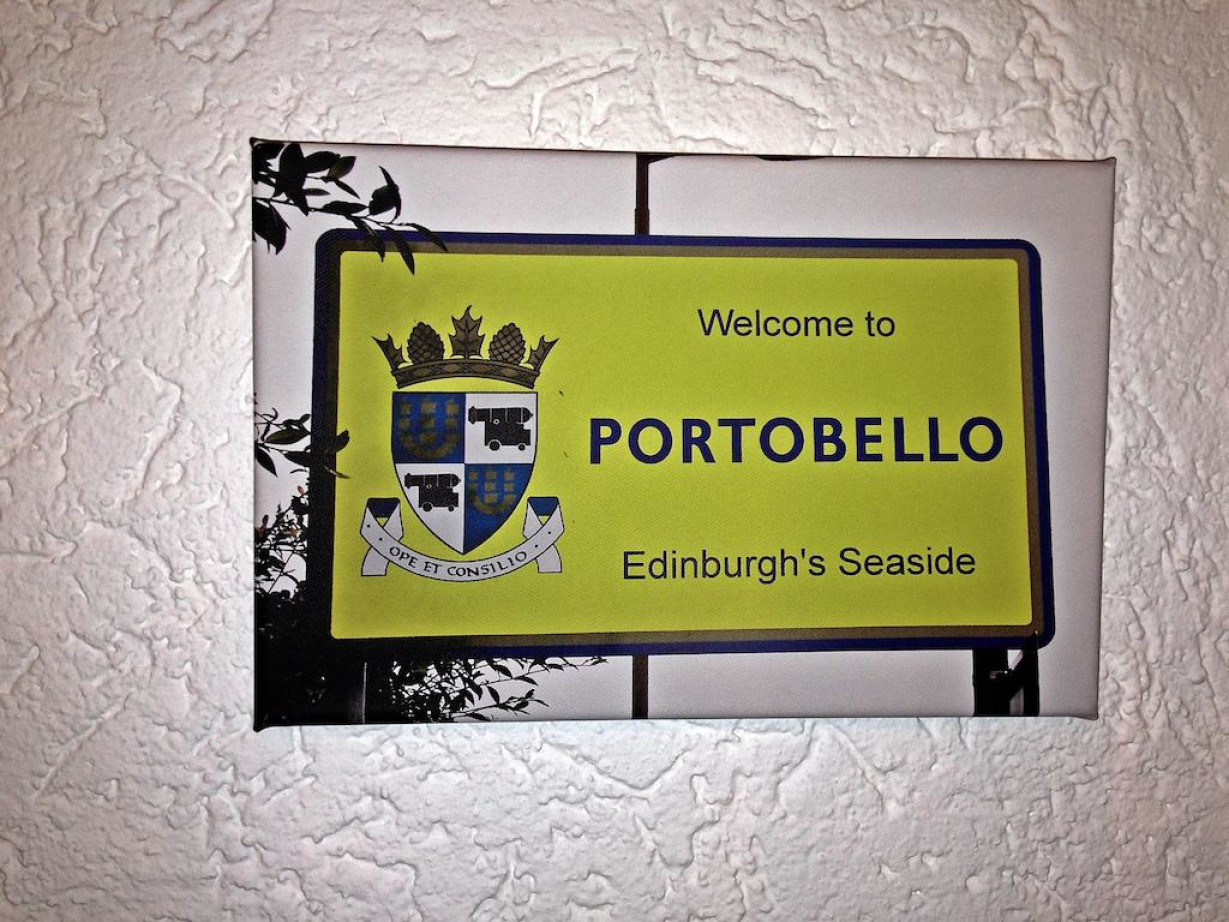 Welcome to
PORTOBELLO
Edinburgh's Seaside
OPE ET CONSILIO